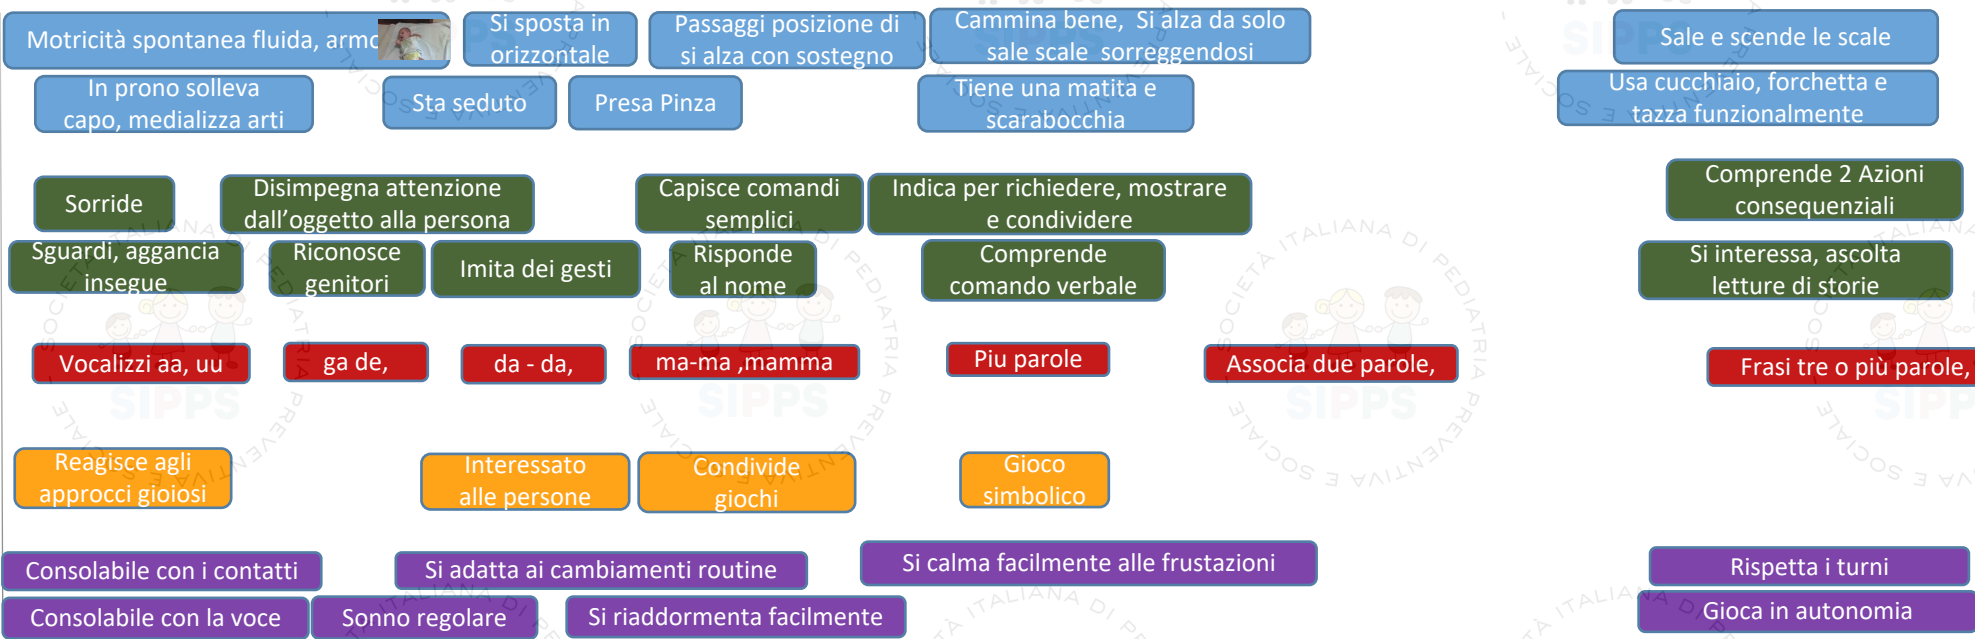 Motricità spontanea fluida, armo
Si sposta in
orizzontale
Passaggi posizione di
si alza con sostegno
Cammina bene, Si alza da solo
sale scale sorreggendosi
Sale e scende le scale
In prono solleva
capo, medializza arti
Sta seduto
Presa Pinza
Tiene una matita e
scarabocchia
Usa cucchiaio, forchetta e
tazza funzionalmente
Sorride
Disimpegna attenzione
dall'oggetto alla persona
Capisce comandi
semplici
Indica per richiedere, mostrare
e condividere
Comprende 2 Azioni
consequenziali
Sguardi, aggancia
insegue
Riconosce
genitori
Imita dei gesti
Risponde
al nome
Comprende
comando verbale
Si interessa, ascolta
letture di storie
Vocalizzi aa, uu
ga de,
da - da,
ma-ma ,mamma
Piu parole
Associa due parole,
Frasi tre o più parole,
Reagisce agli
approcci gioiosi
Interessato
alle persone
Condivide
giochi
Gioco
simbolico
Consolabile con i contatti
Si adatta ai cambiamenti routine
Si calma facilmente alle frustazioni
Rispetta i turni
Consolabile con la voce
Sonno regolare
Si riaddormenta facilmente
Gioca in autonomia
SOCIETÀ ITALIANA DI PEDIATRIA PREVENTIVA E SOCIALE
SIPPS